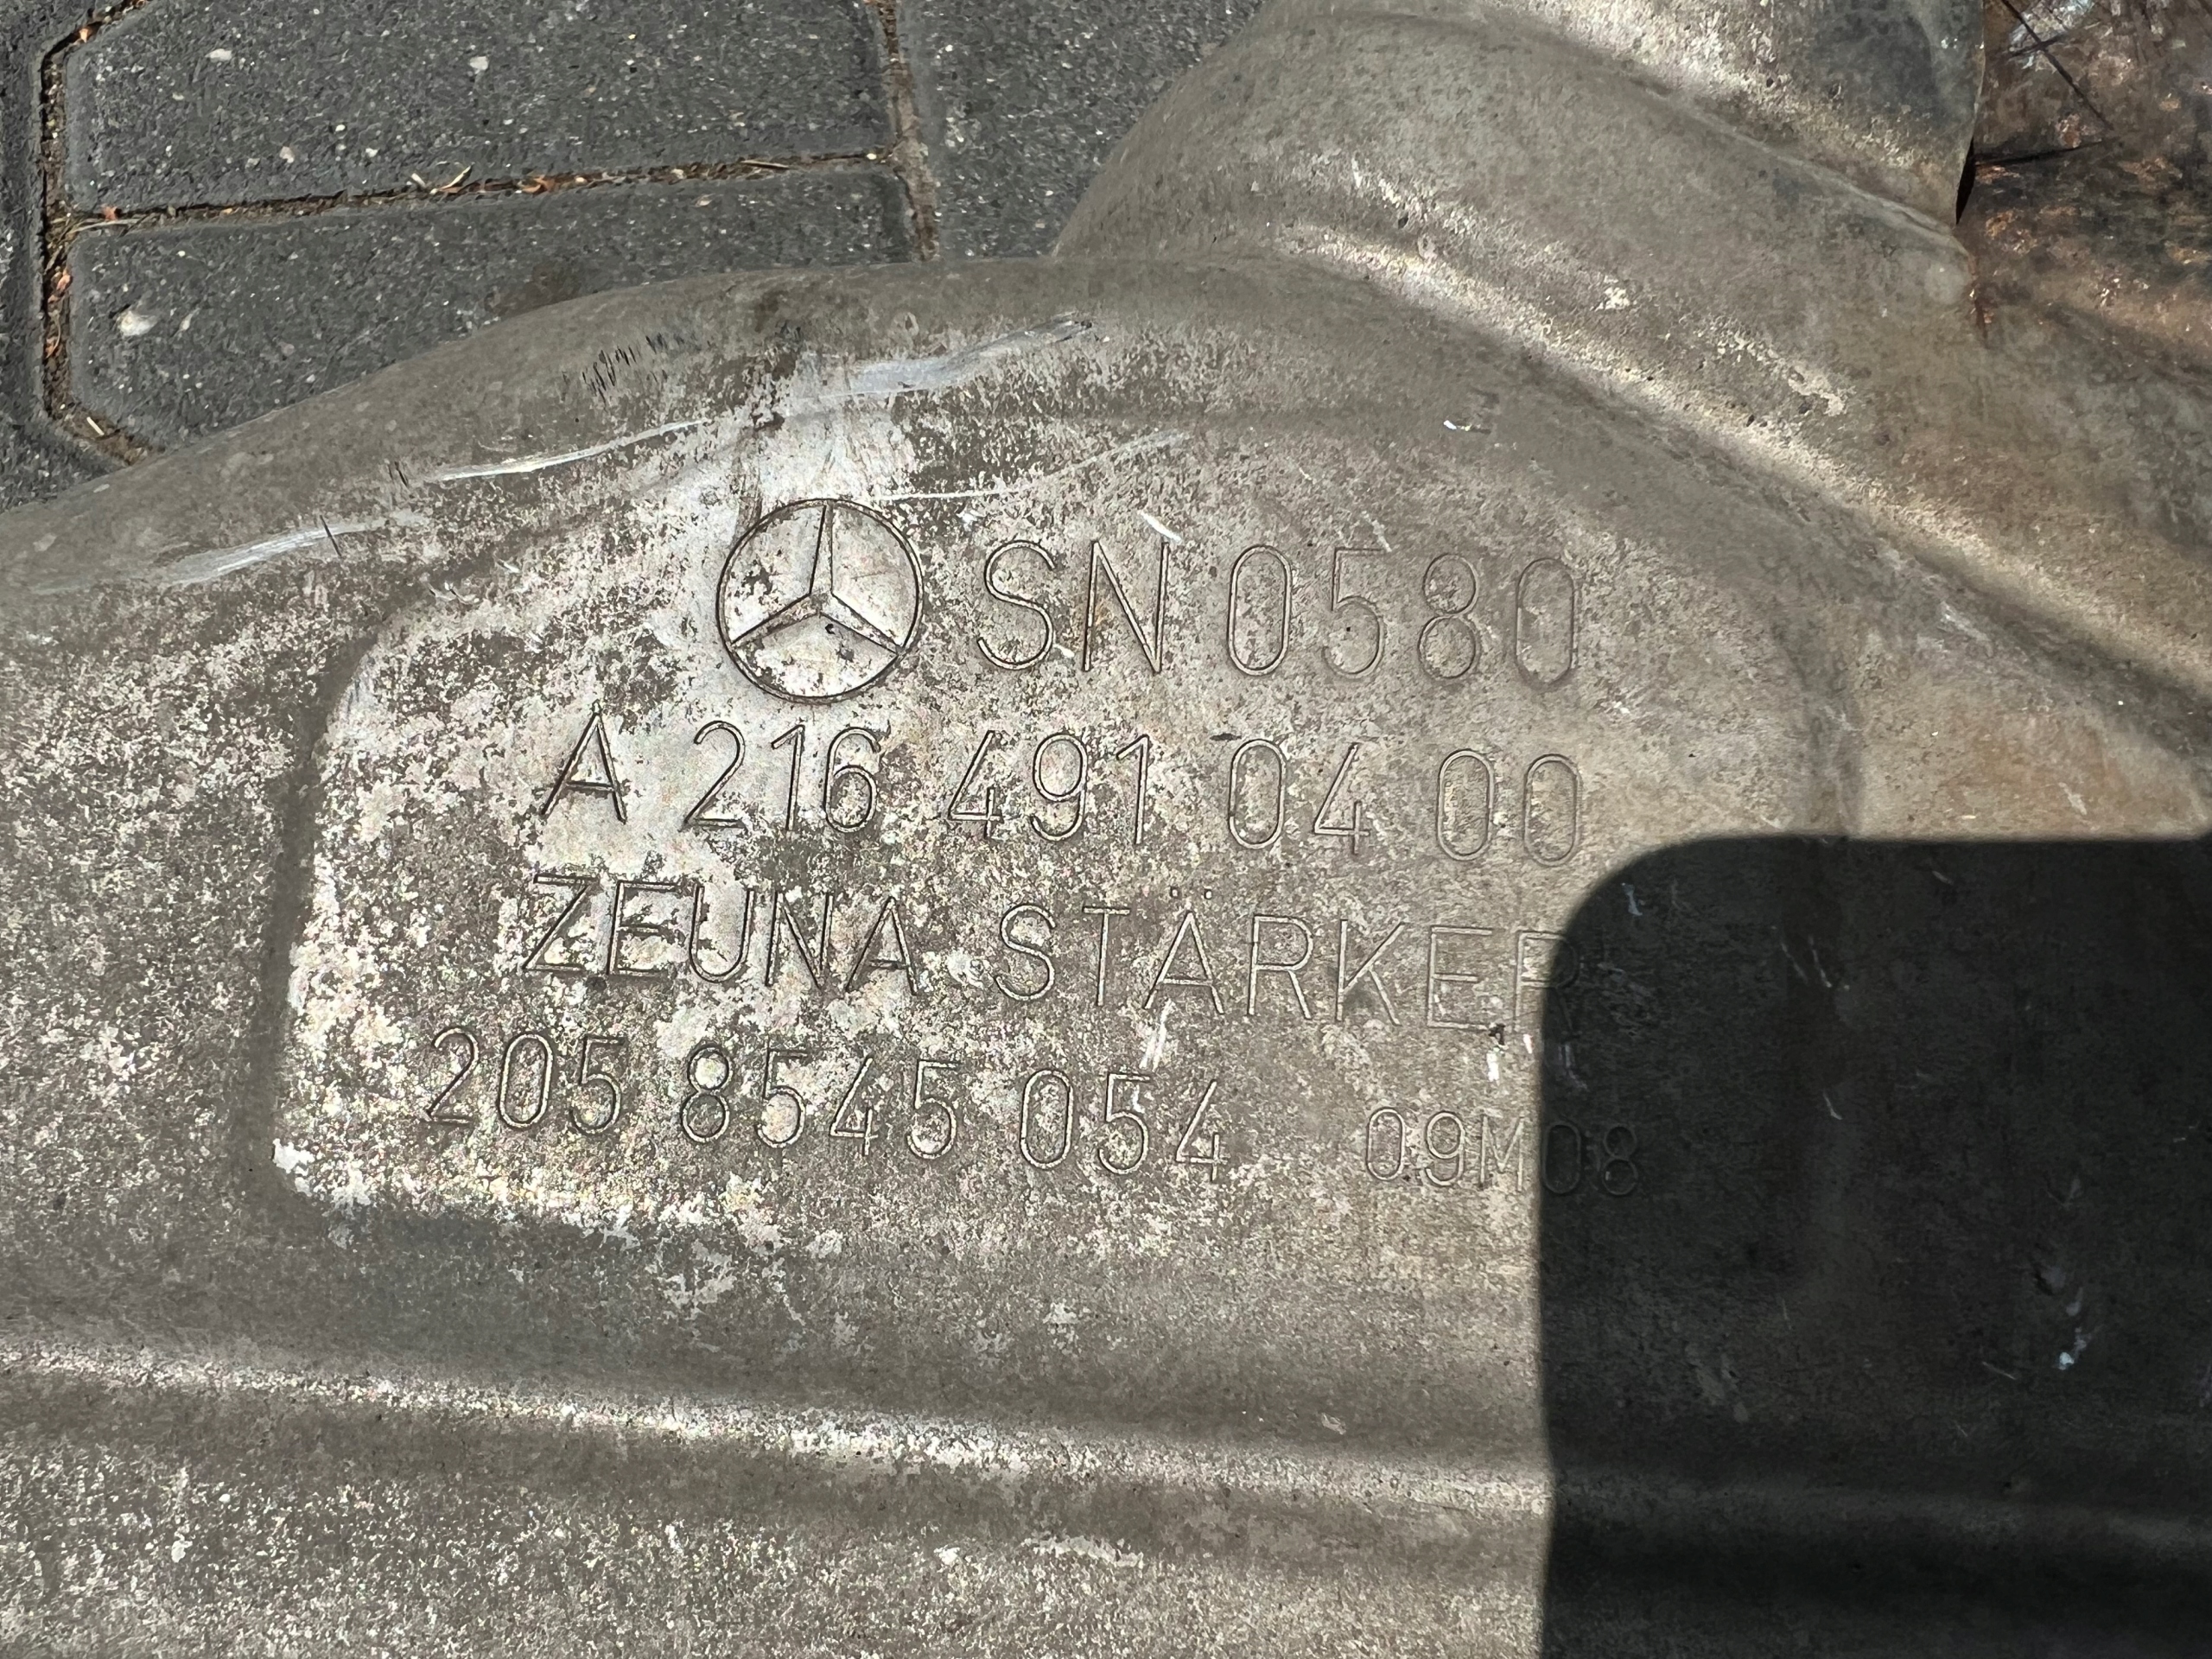 SN 0580
A 216 491 04 00
ZEUNA STÄRKER
205 8545 054 09M08